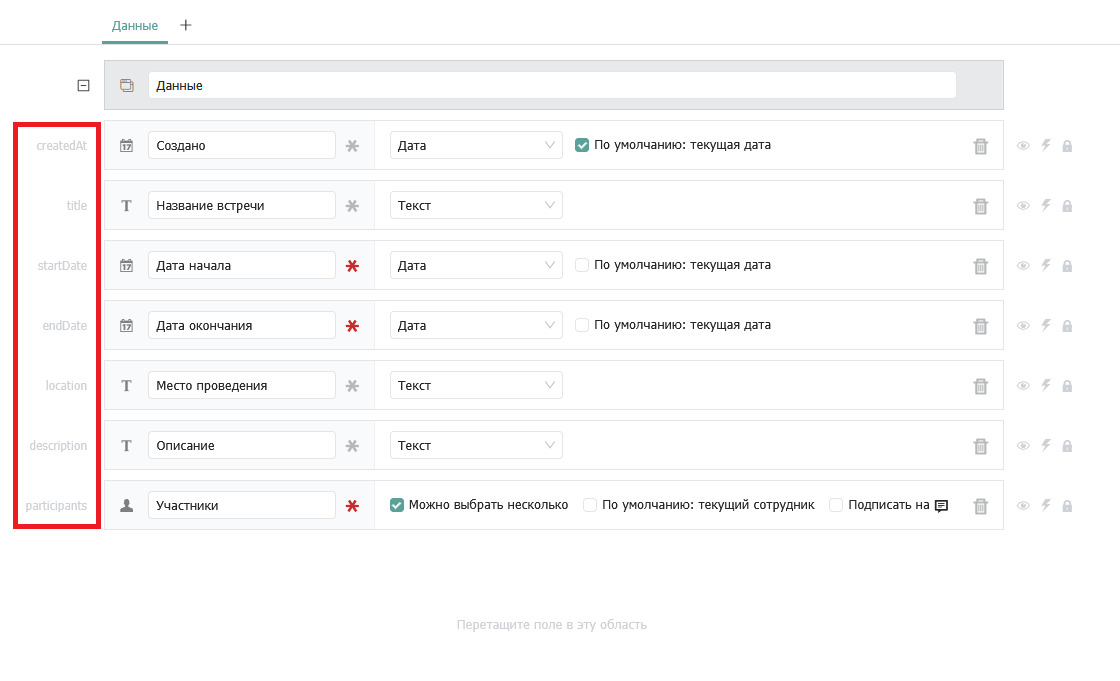 Данные +
Данные
createdAt Создано Дата По умолчанию: текущая дата
title T Название встречи Текст
startDate 17 Дата начала Дата По умолчанию: текущая дата
endDate 17 Дата окончания Дата По умолчанию: текущая дата
location T Место проведения Текст
description T Описание Текст
participants Участники Можно выбрать несколько По умолчанию: текущий сотрудник Подписать на
Перетащите поле в эту область